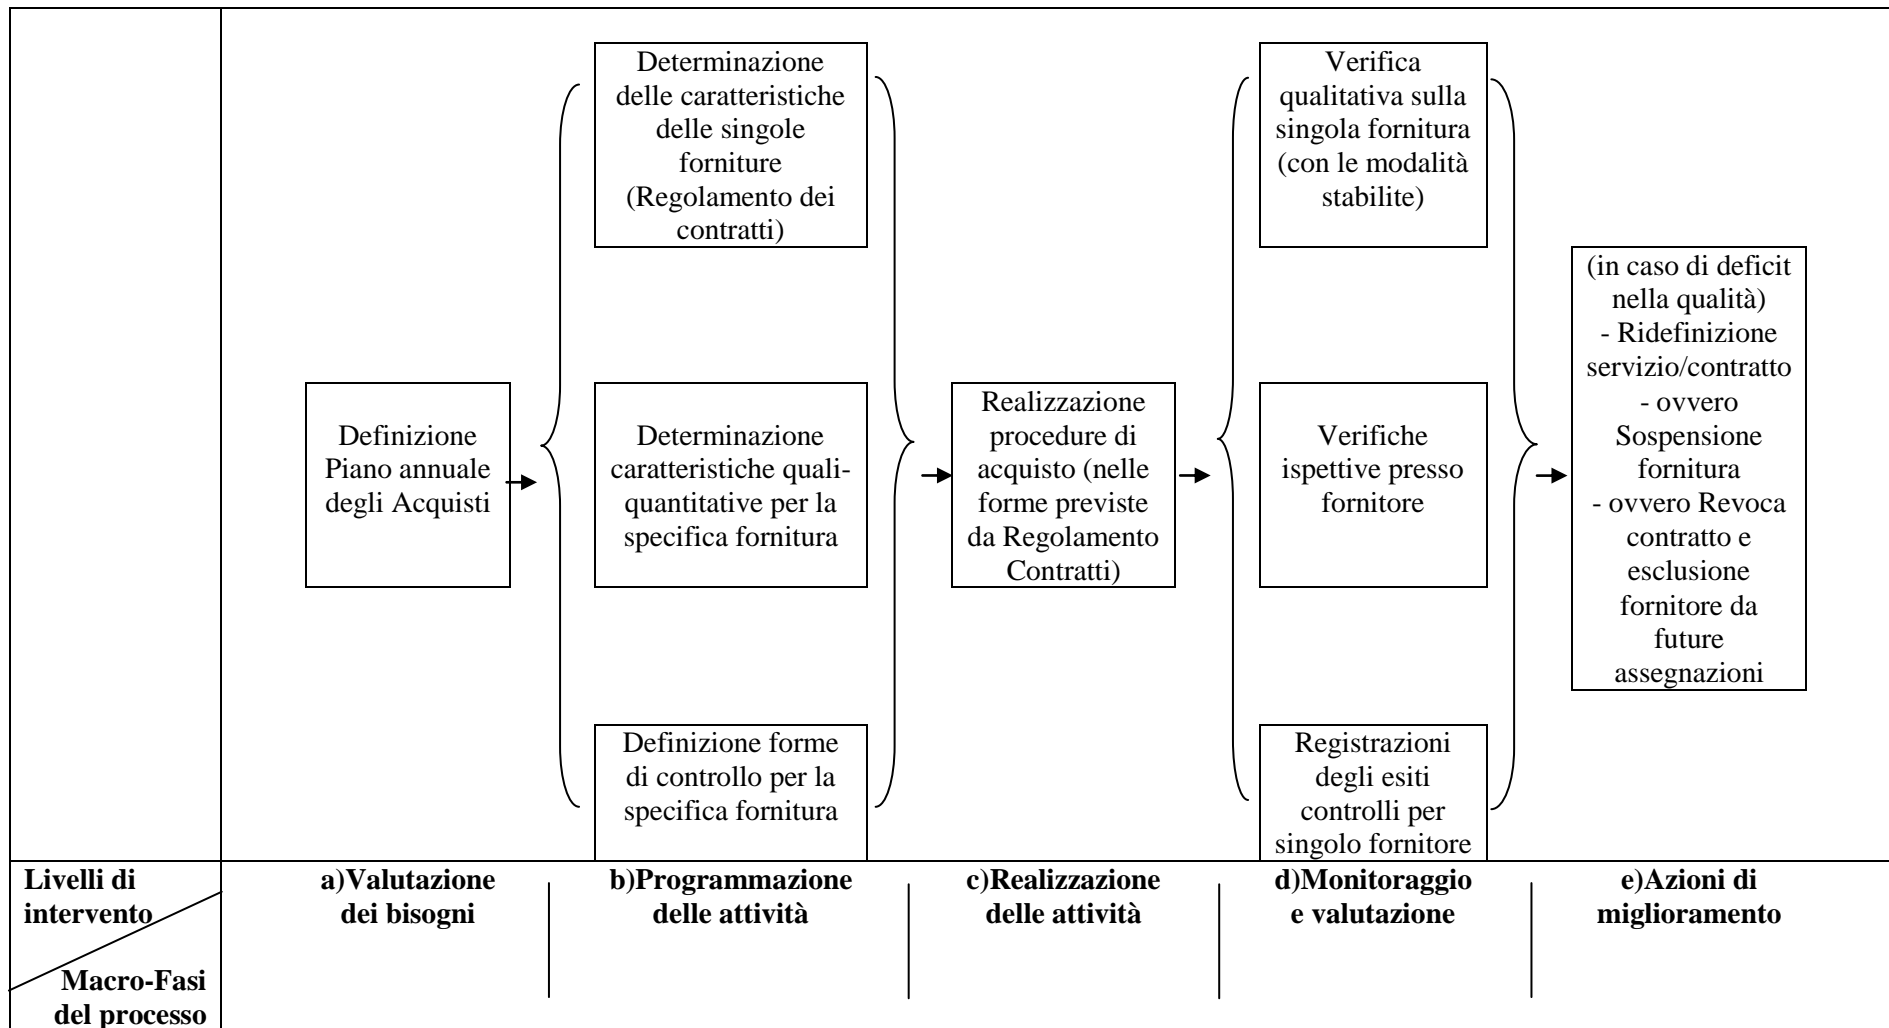 Determinazione
delle caratteristiche
delle singole
forniture
(Regolamento dei
contratti)
Verifica
qualitativa sulla
singola fornitura
(con le modalità
stabilite)
Definizione
Piano annuale
degli Acquisti
Determinazione
caratteristiche quali-
quantitative per la
specifica fornitura
Realizzazione
procedure di
acquisto (nelle
forme previste
da Regolamento
Contratti)
Verifiche
ispettive presso
fornitore
(in caso di deficit
nella qualità)
- Ridefinizione
servizio/contratto
- ovvero
Sospensione
fornitura
- ovvero Revoca
contratto e
esclusione
fornitore da
future
assegnazioni
Definizione forme
di controllo per la
specifica fornitura
Registrazioni
degli esiti
controlli per
singolo fornitore
Livelli di
intervento
Macro-Fasi
del processo
a)Valutazione
dei bisogni
b)Programmazione
delle attività
c)Realizzazione
delle attività
d)Monitoraggio
e valutazione
e)Azioni di
miglioramento